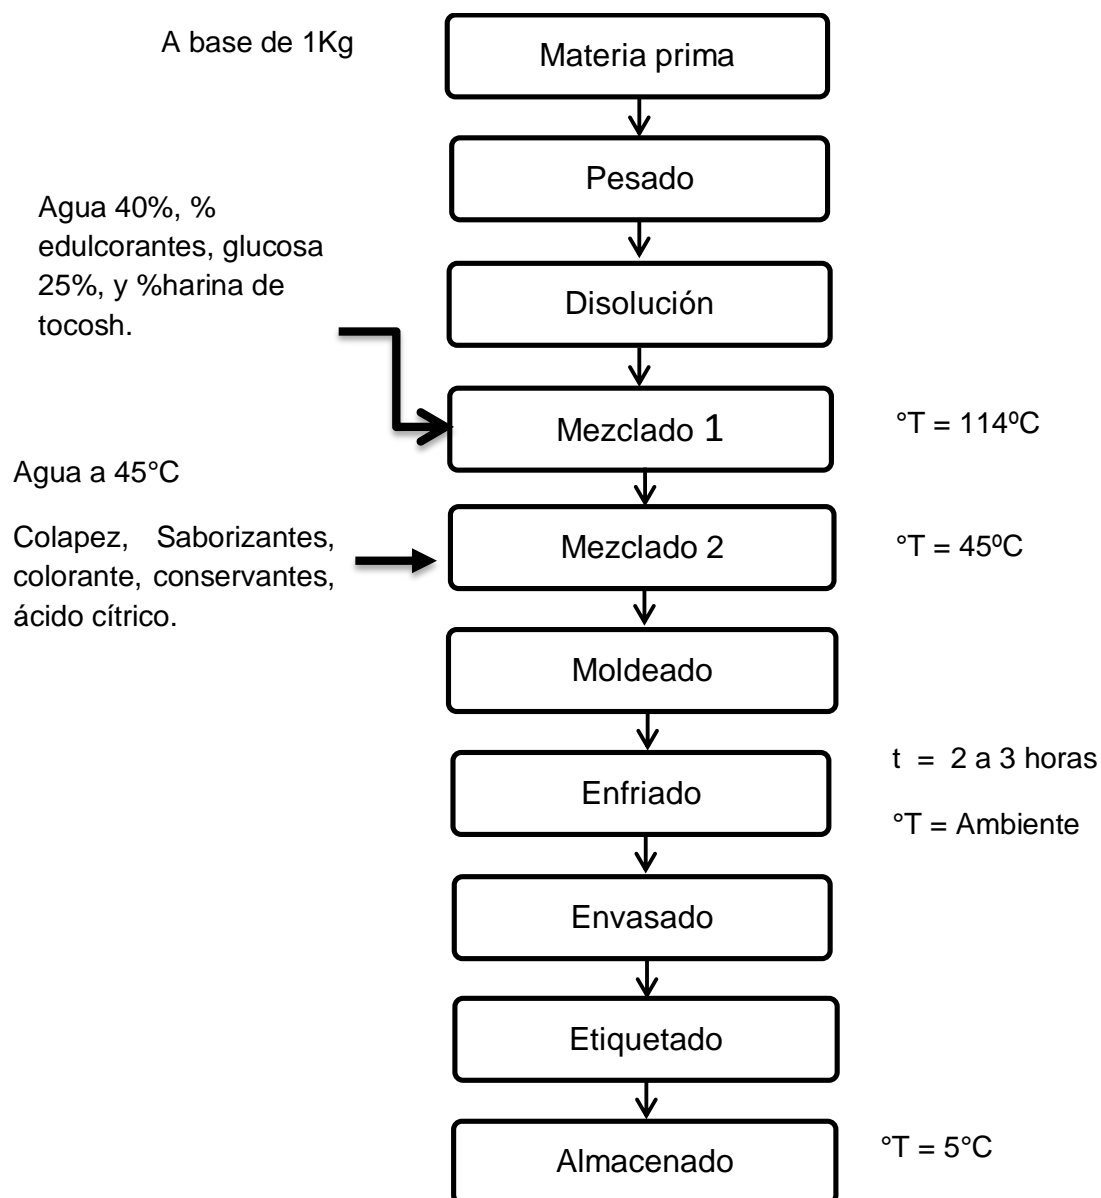 A base de 1Kg
Materia prima
Pesado
Agua 40%, %
edulcorantes, glucosa
25%, y %harina de
tocosh.
Disolución
Mezclado 1
°T = 114ºC
Agua a 45°C
Colapez, Saborizantes,
colorante, conservantes,
ácido cítrico.
Mezclado 2
°T = 45ºC
Moldeado
Enfriado
t = 2 a 3 horas
°T = Ambiente
Envasado
Etiquetado
Almacenado
°T = 5°C